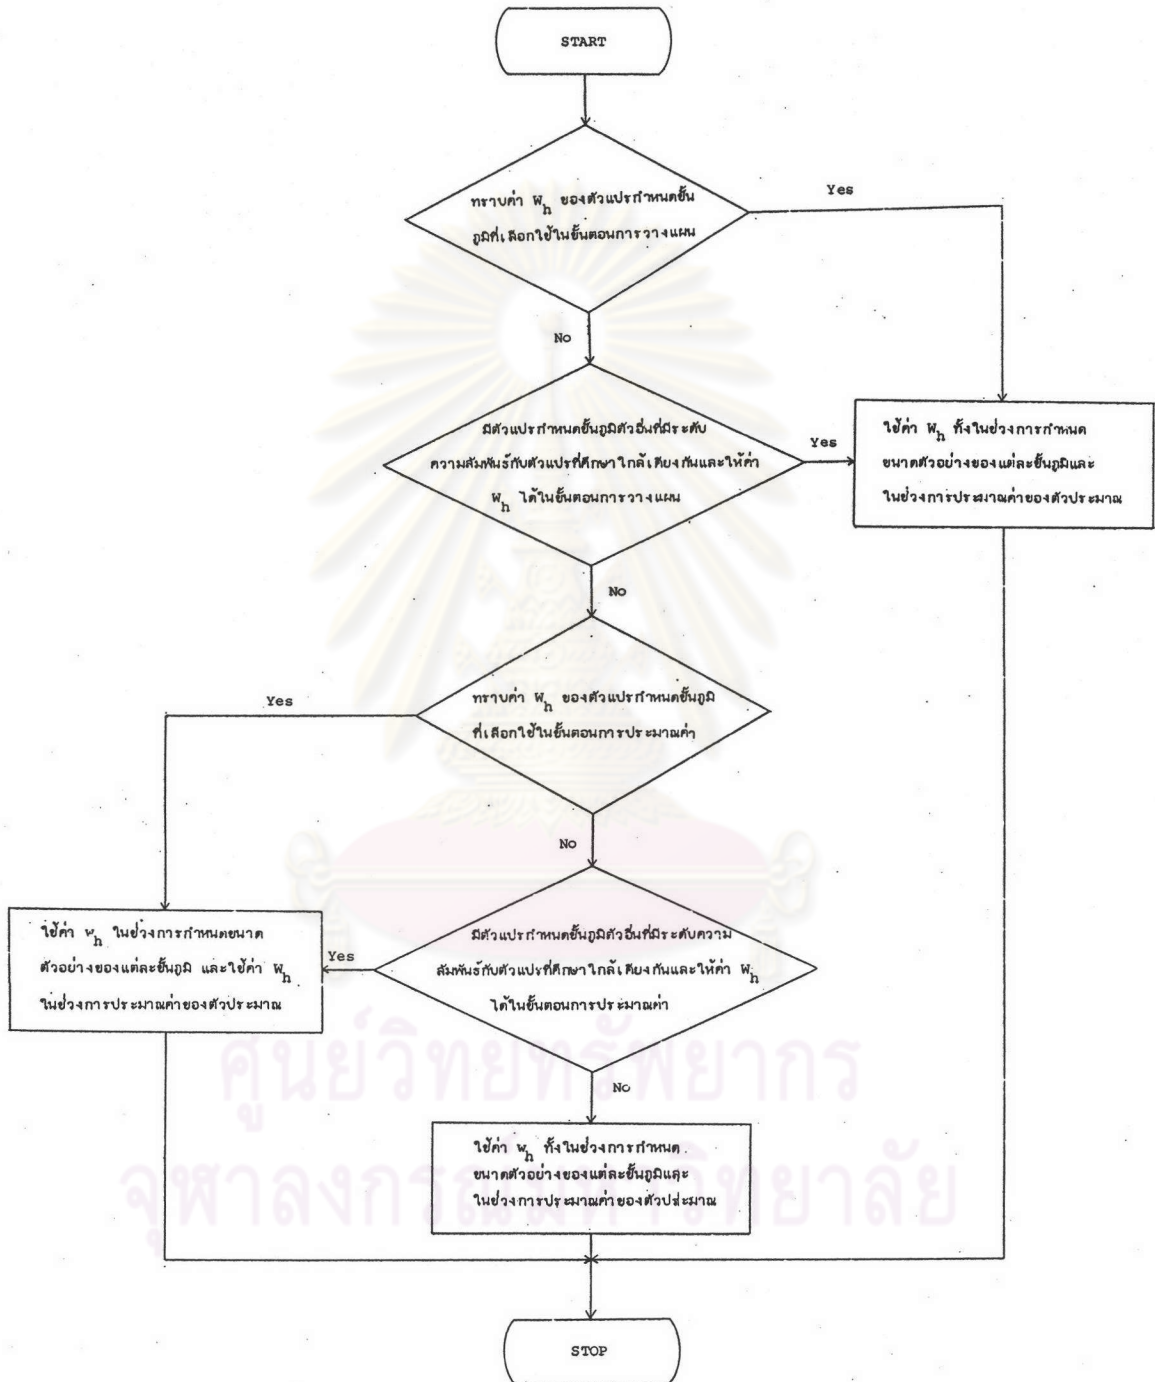 START
ทราบค่า W_h ของตัวแปรกำหนดชั้น
ภูมิที่เลือกใช้ในขั้นตอนการวางแผน
Yes
No
มีตัวแปรกำหนดชั้นภูมิตัวอื่นที่มีระดับ
ความสัมพันธ์กับตัวแปรที่ศึกษาใกล้เคียงกันและให้ค่า
W_h ได้ในขั้นตอนการวางแผน
Yes
ใช้ค่า W_h ทั้งในช่วงการกำหนด
ขนาดตัวอย่างของแต่ละชั้นภูมิและ
ในช่วงการประมาณค่าของตัวประมาณ
No
ทราบค่า W_h ของตัวแปรกำหนดชั้นภูมิ
ที่เลือกใช้ในขั้นตอนการประมาณค่า
Yes
No
มีตัวแปรกำหนดชั้นภูมิตัวอื่นที่มีระดับความ
สัมพันธ์กับตัวแปรที่ศึกษาใกล้เคียงกันและให้ค่า W_h
ได้ในขั้นตอนการประมาณค่า
Yes
ใช้ค่า w_h ในช่วงการกำหนดขนาด
ตัวอย่างของแต่ละชั้นภูมิ และใช้ค่า W_h
ในช่วงการประมาณค่าของตัวประมาณ
No
ใช้ค่า w_h ทั้งในช่วงการกำหนด
ขนาดตัวอย่างของแต่ละชั้นภูมิและ
ในช่วงการประมาณค่าของตัวประมาณ
STOP
ศูนย์วิทยทรัพยากร
จุฬาลงกรณ์มหาวิทยาลัย